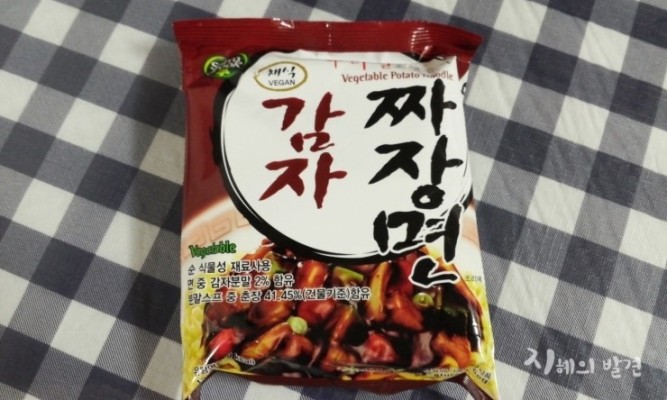 채식
VEGAN
Vegetable Potato Noodle
감자
짜장면
Vegetable
순 식물성 재료사용
면 중 감자분말 2% 함유
분말스프 중 춘장 41.45%(건물기준)함유
지혜의 발견